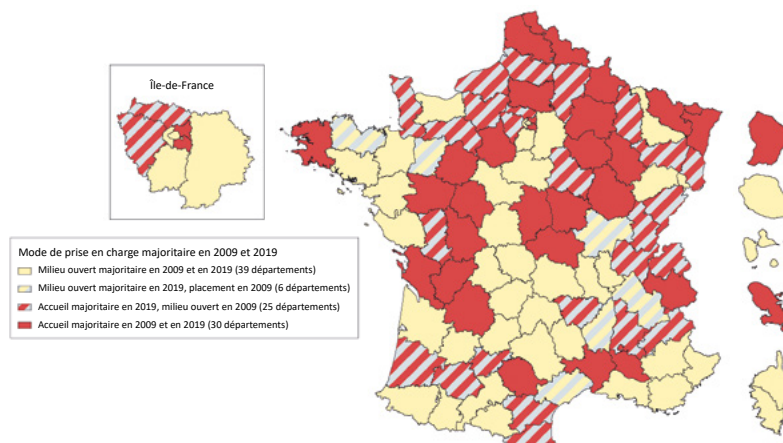 Île-de-France
Mode de prise en charge majoritaire en 2009 et 2019
Milieu ouvert majoritaire en 2009 et en 2019 (39 départements)
Milieu ouvert majoritaire en 2019, placement en 2009 (6 départements)
Accueil majoritaire en 2019, milieu ouvert en 2009 (25 départements)
Accueil majoritaire en 2009 et en 2019 (30 départements)